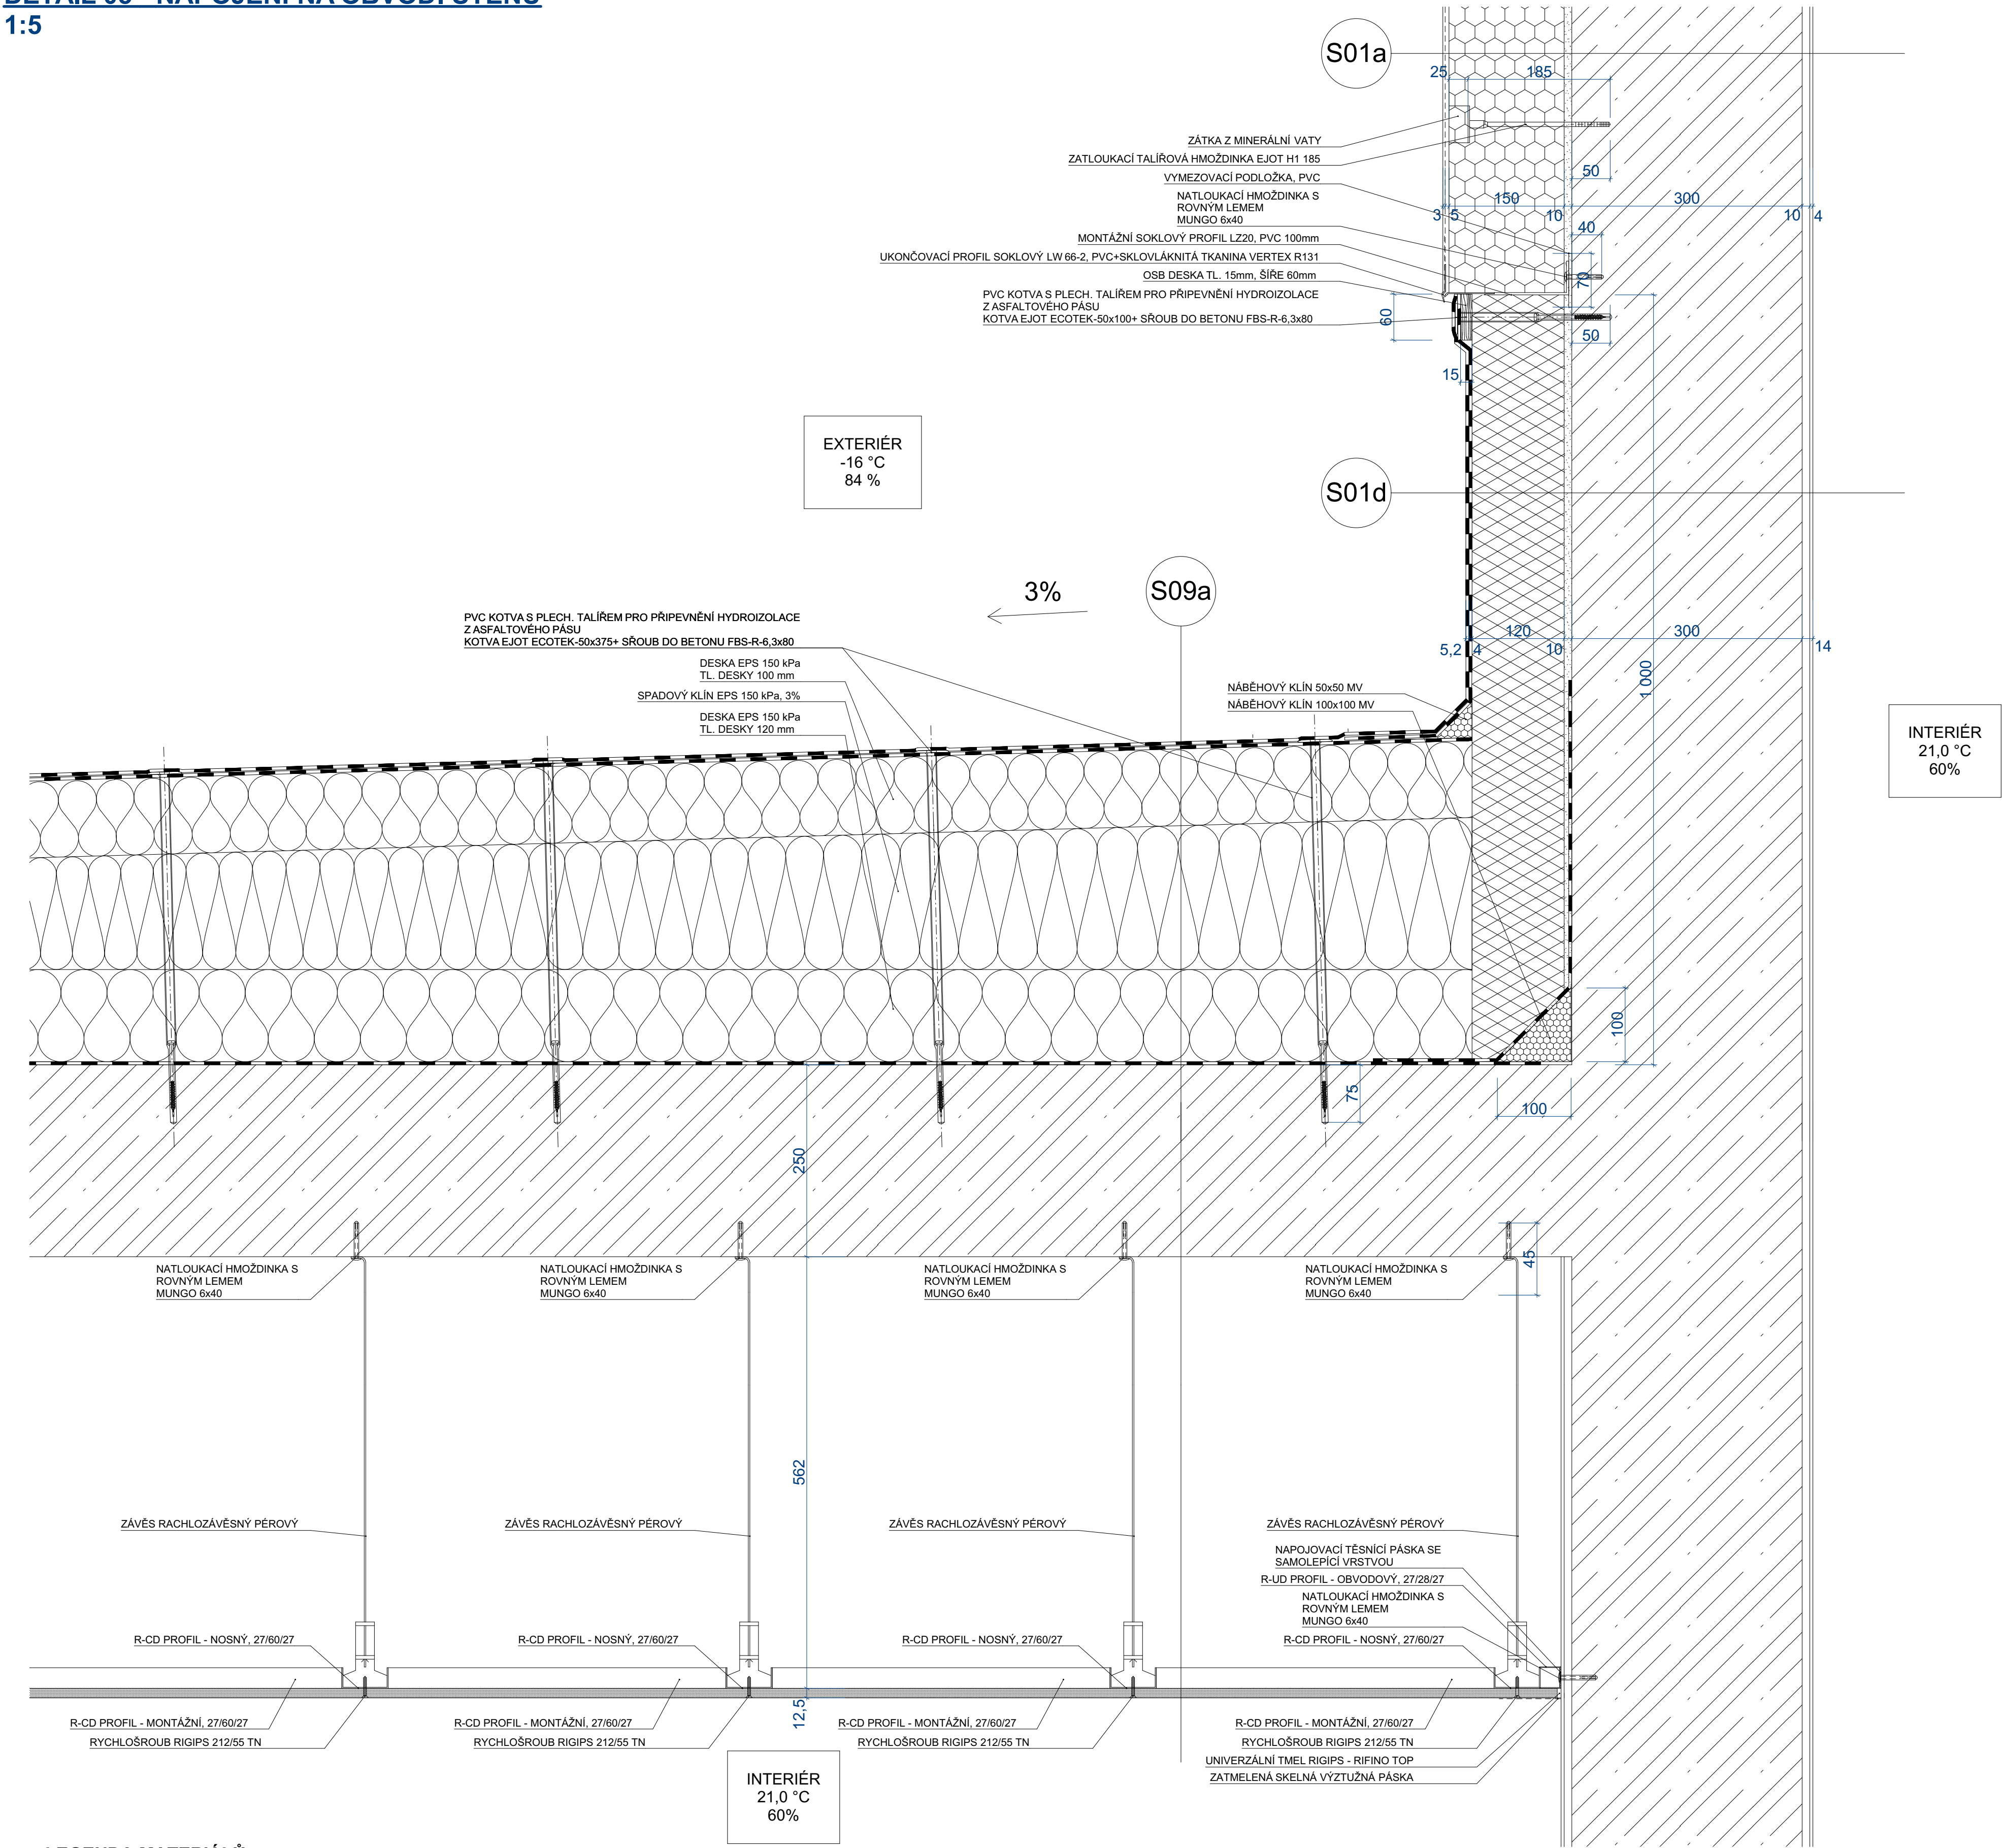 1:5
S01a
25
185
ZÁTKA Z MINERÁLNÍ VATY
ZATLOUKACÍ TALÍŘOVÁ HMOŽDINKA EJOT H1 185
VYMEZOVACÍ PODLOŽKA, PVC
50
NATLOUKACÍ HMOŽDINKA S
ROVNÝM LEMEM
MUNGO 6x40
3
5
150
10
300
10
4
40
MONTÁŽNÍ SOKLOVÝ PROFIL LZ20, PVC 100mm
UKONČOVACÍ PROFIL SOKLOVÝ LW 66-2, PVC+SKLOVLÁKNITÁ TKANINA VERTEX R131
OSB DESKA TL. 15mm, ŠÍŘE 60mm
70
PVC KOTVA S PLECH. TALÍŘEM PRO PŘIPEVNĚNÍ HYDROIZOLACE
Z ASFALTOVÉHO PÁSU
KOTVA EJOT ECOTEK-50x100+ SŘOUB DO BETONU FBS-R-6,3x80
60
50
15
EXTERIÉR
-16 °C
84 %
S01d
3%
S09a
PVC KOTVA S PLECH. TALÍŘEM PRO PŘIPEVNĚNÍ HYDROIZOLACE
Z ASFALTOVÉHO PÁSU
KOTVA EJOT ECOTEK-50x375+ SŘOUB DO BETONU FBS-R-6,3x80
120
300
5,2
4
10
14
DESKA EPS 150 kPa
TL. DESKY 100 mm
SPADOVÝ KLÍN EPS 150 kPa, 3%
DESKA EPS 150 kPa
TL. DESKY 120 mm
NÁBĚHOVÝ KLÍN 50x50 MV
NÁBĚHOVÝ KLÍN 100x100 MV
1 000
INTERIÉR
21,0 °C
60%
100
75
100
250
45
NATLOUKACÍ HMOŽDINKA S
ROVNÝM LEMEM
MUNGO 6x40
NATLOUKACÍ HMOŽDINKA S
ROVNÝM LEMEM
MUNGO 6x40
NATLOUKACÍ HMOŽDINKA S
ROVNÝM LEMEM
MUNGO 6x40
NATLOUKACÍ HMOŽDINKA S
ROVNÝM LEMEM
MUNGO 6x40
562
ZÁVĚS RACHLOZÁVĚSNÝ PÉROVÝ
ZÁVĚS RACHLOZÁVĚSNÝ PÉROVÝ
ZÁVĚS RACHLOZÁVĚSNÝ PÉROVÝ
ZÁVĚS RACHLOZÁVĚSNÝ PÉROVÝ
NAPOJOVACÍ TĚSNÍCÍ PÁSKA SE
SAMOLEPÍCÍ VRSTVOU
R-UD PROFIL - OBVODOVÝ, 27/28/27
NATLOUKACÍ HMOŽDINKA S
ROVNÝM LEMEM
MUNGO 6x40
R-CD PROFIL - NOSNÝ, 27/60/27
R-CD PROFIL - NOSNÝ, 27/60/27
R-CD PROFIL - NOSNÝ, 27/60/27
R-CD PROFIL - NOSNÝ, 27/60/27
12,5
R-CD PROFIL - MONTÁŽNÍ, 27/60/27
R-CD PROFIL - MONTÁŽNÍ, 27/60/27
R-CD PROFIL - MONTÁŽNÍ, 27/60/27
R-CD PROFIL - MONTÁŽNÍ, 27/60/27
RYCHLOŠROUB RIGIPS 212/55 TN
RYCHLOŠROUB RIGIPS 212/55 TN
RYCHLOŠROUB RIGIPS 212/55 TN
RYCHLOŠROUB RIGIPS 212/55 TN
UNIVERZÁLNÍ TMEL RIGIPS - RIFINO TOP
ZATMELENÁ SKELNÁ VÝZTUŽNÁ PÁSKA
INTERIÉR
21,0 °C
60%